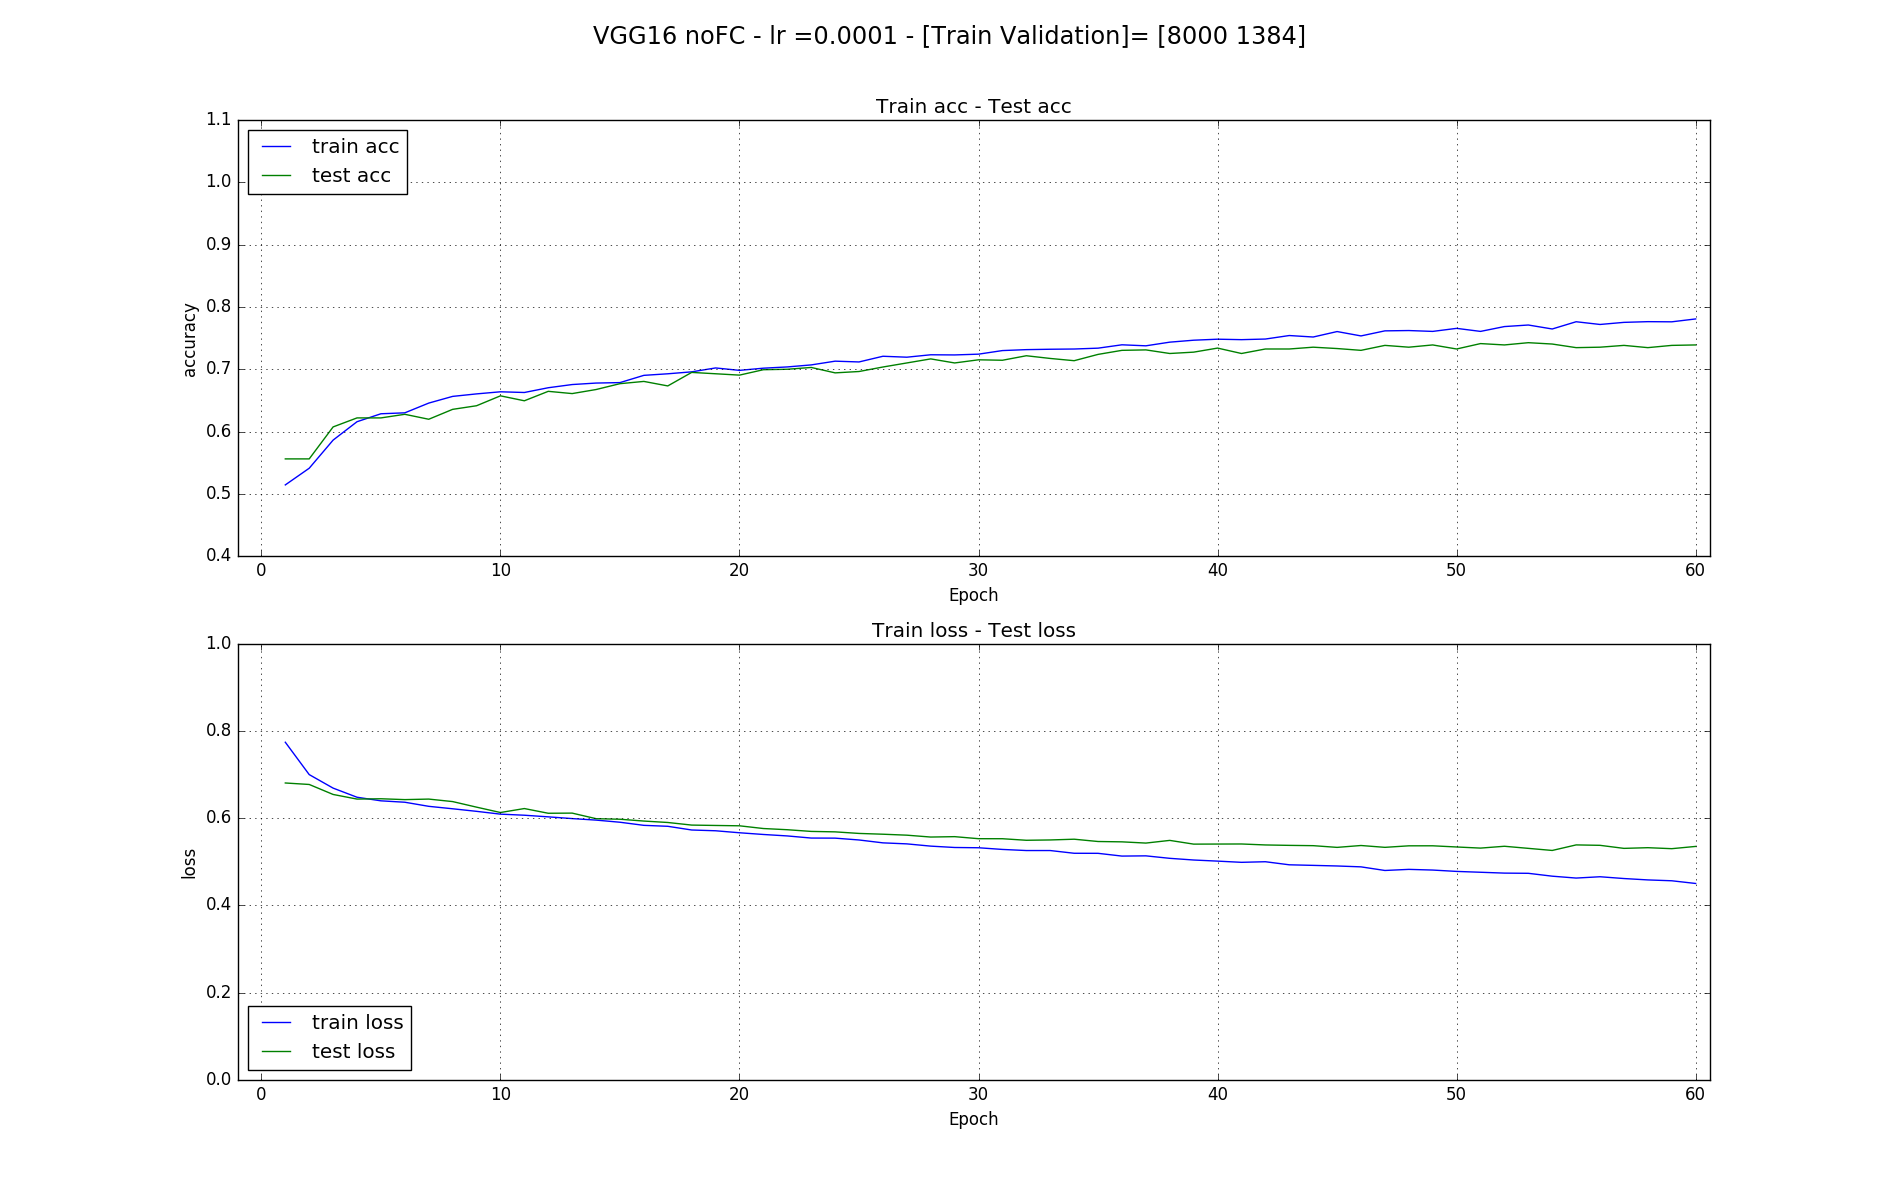 VGG16 noFC - lr =0.0001 - [Train Validation]= [8000 1384]
Train acc - Test acc
1.1
1.0
0.9
0.8
0.7
0.6
0.5
0.4
accuracy
train acc
test acc
0 10 20 30 40 50 60
Epoch
Train loss - Test loss
1.0
0.8
0.6
0.4
0.2
0.0
loss
train loss
test loss
0 10 20 30 40 50 60
Epoch